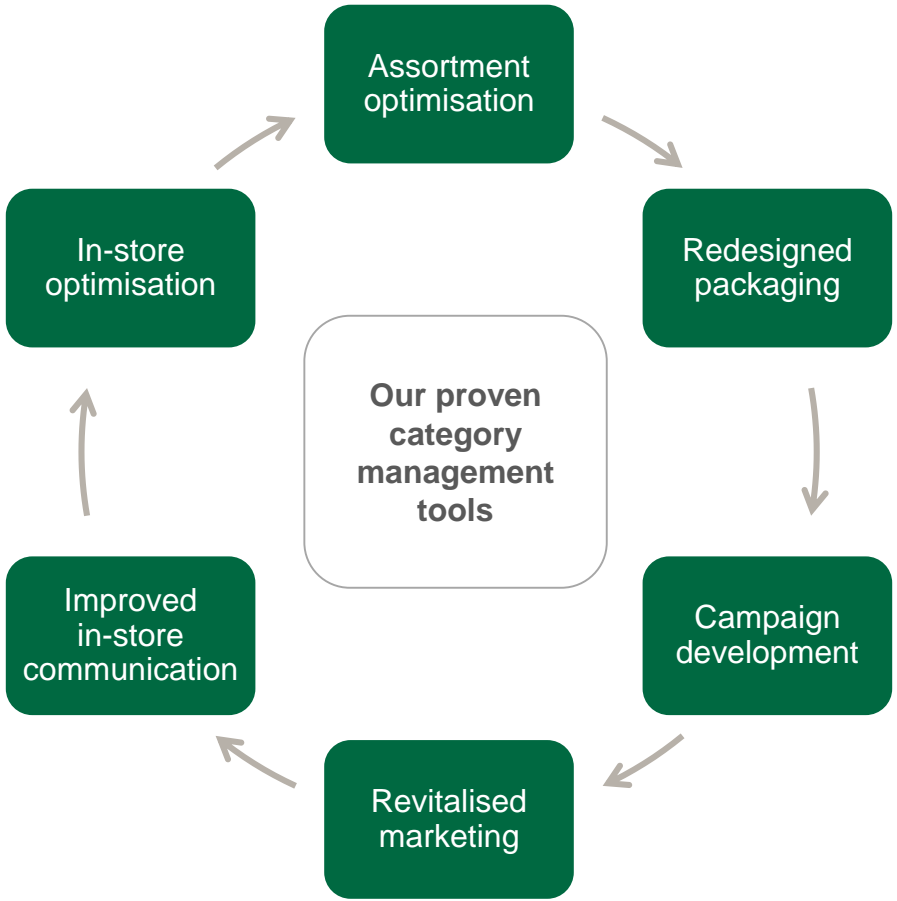 Assortment
optimisation
Redesigned
packaging
Campaign
development
Revitalised
marketing
Improved
in-store
communication
In-store
optimisation
Our proven
category
management
tools